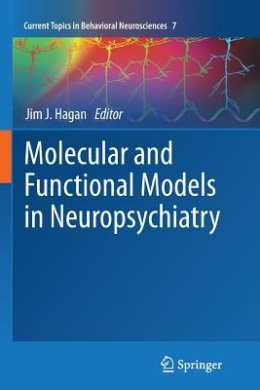 Current Topics in Behavioral Neurosciences 7
Jim J. Hagan Editor
Molecular and
Functional Models
in Neuropsychiatry
Springer